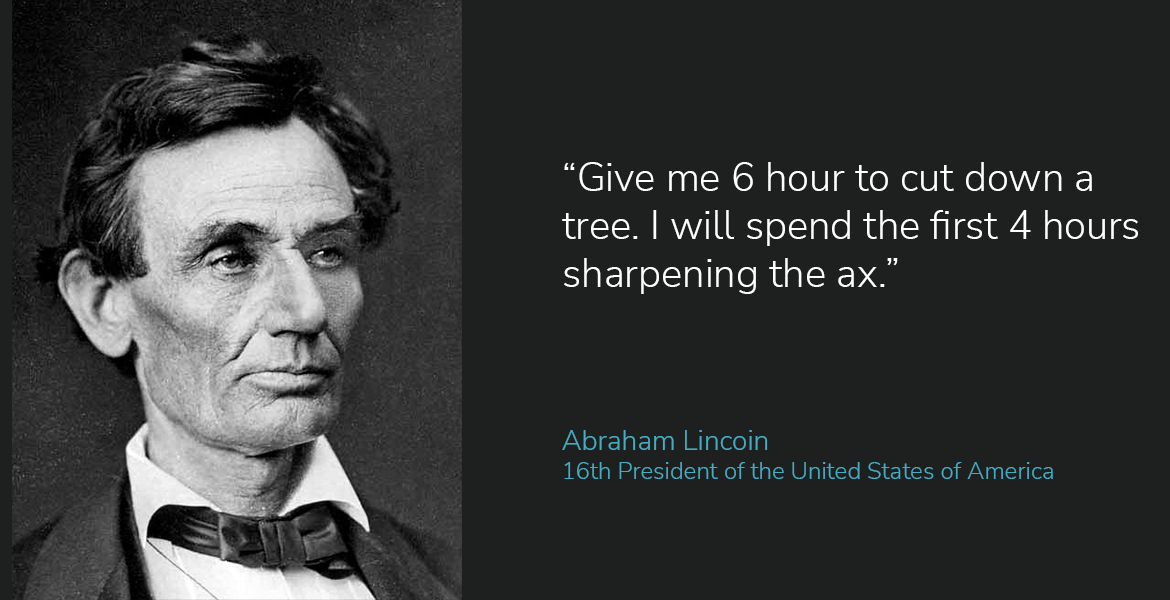 “Give me 6 hour to cut down a
tree. I will spend the first 4 hours
sharpening the ax.”
Abraham Lincoin
16th President of the United States of America